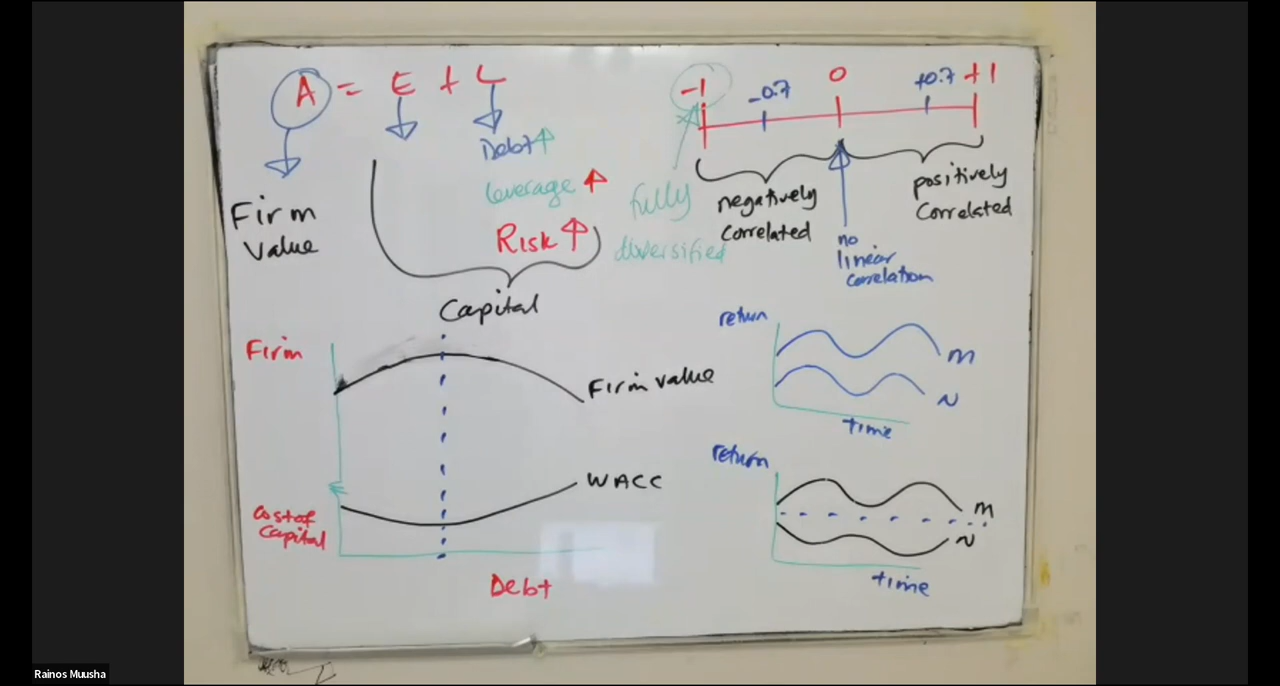 A = E + L
Debt↑
leverage ↑
Risk ↑
Firm
Value
Capital
-1 -0.7 0 +0.7 +1
fully
diversified
negatively
Correlated
no
linear
correlation
positively
Correlated
Firm
Firm value
WACC
Cost of
Capital
Debt
return
M
N
time
return
M
N
time
Rainos Muusha